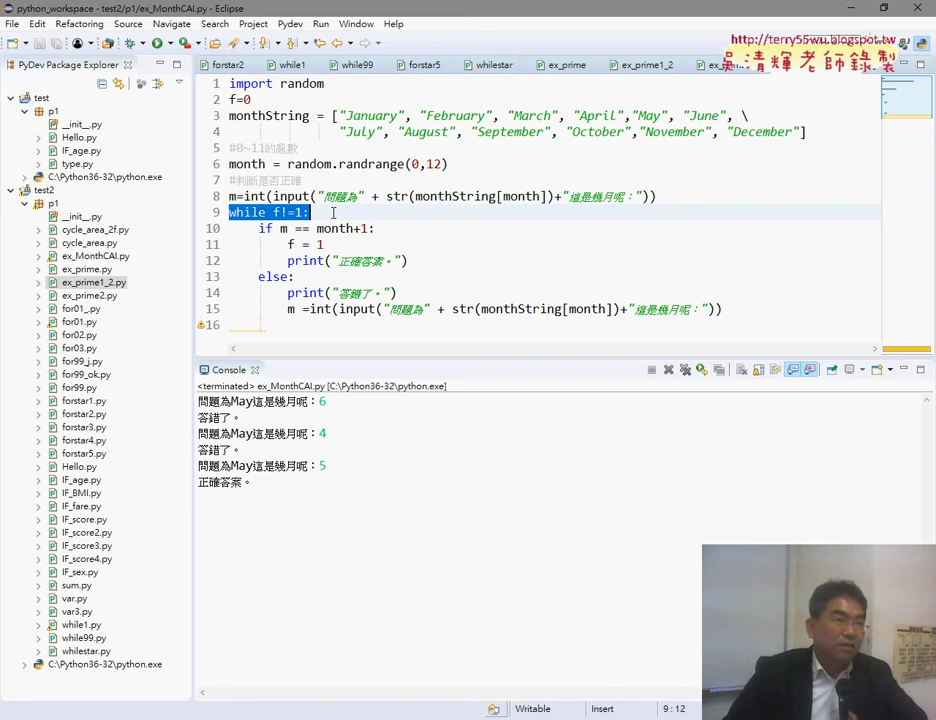 python_workspace - test2/p1/ex_MonthCAI.py - Eclipse
File Edit Refactoring Source Navigate Search Project Pydev Run Window Help
http://terry55wu.blogspot.tw
吳清輝老師錄製
PyDev Package Explorer
forstar2 while1 while99 forstar5 whilestar ex_prime ex_prime1_2
test
p1
__init__.py
Hello.py
IF_age.py
type.py
C:\Python36-32\python.exe
test2
p1
__init__.py
cycle_area_2f.py
cycle_area.py
ex_MonthCAI.py
ex_prime.py
ex_prime1_2.py
ex_prime2.py
for01_.py
for01.py
for02.py
for03.py
for99_j.py
for99_ok.py
for99.py
forstar1.py
forstar2.py
forstar3.py
forstar4.py
forstar5.py
Hello.py
IF_age.py
IF_BMI.py
IF_fare.py
IF_score.py
IF_score2.py
IF_score3.py
IF_score4.py
IF_sex.py
sum.py
var.py
var3.py
while1.py
while99.py
whilestar.py
C:\Python36-32\python.exe
1 import random
2 f=0
3 monthString = ["January", "February", "March", "April","May", "June", \
4 "July", "August", "September", "October","November", "December"]
5 #0~11的亂數
6 month = random.randrange(0,12)
7 #判斷是否正確
8 m=int(input("問題為" + str(monthString[month])+"這是幾月呢："))
9 while f!=1:
10 if m == month+1:
11 f = 1
12 print("正確答案。")
13 else:
14 print("答錯了。")
15 m =int(input("問題為" + str(monthString[month])+"這是幾月呢："))
16
Console
<terminated> ex_MonthCAI.py [C:\Python36-32\python.exe]
問題為May這是幾月呢：6
答錯了。
問題為May這是幾月呢：4
答錯了。
問題為May這是幾月呢：5
正確答案。
Writable Insert 9 : 12